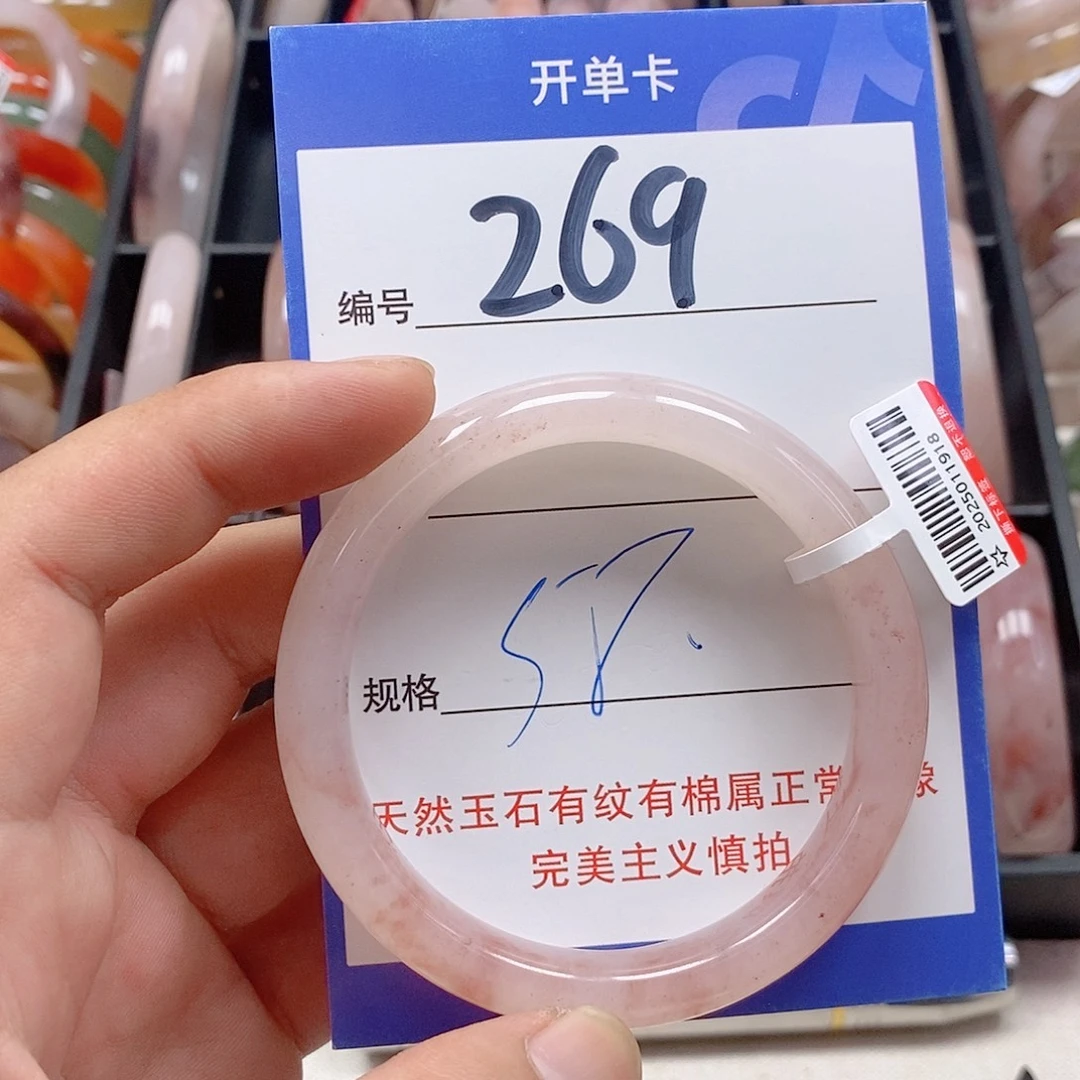 开单卡
编号 269
2025011918
规格 58.
天然玉石有纹有棉属正常
完美主义慎拍